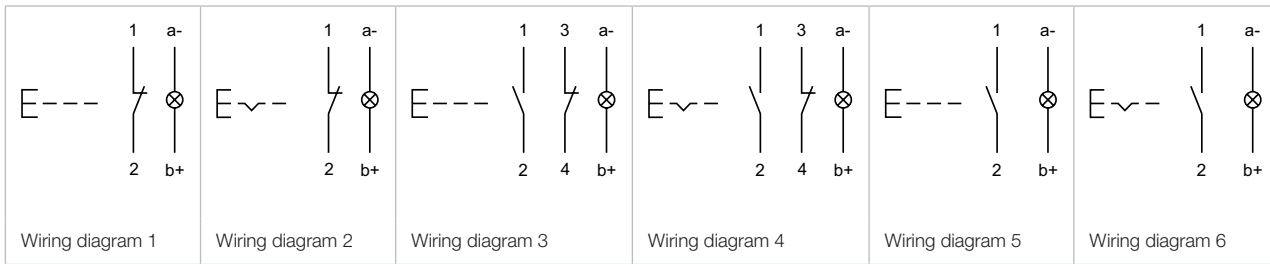 1 a-
2 b+
Wiring diagram 1
1 a-
2 b+
Wiring diagram 2
1 3 a-
2 4 b+
Wiring diagram 3
1 3 a-
2 4 b+
Wiring diagram 4
1 a-
2 b+
Wiring diagram 5
1 a-
2 b+
Wiring diagram 6